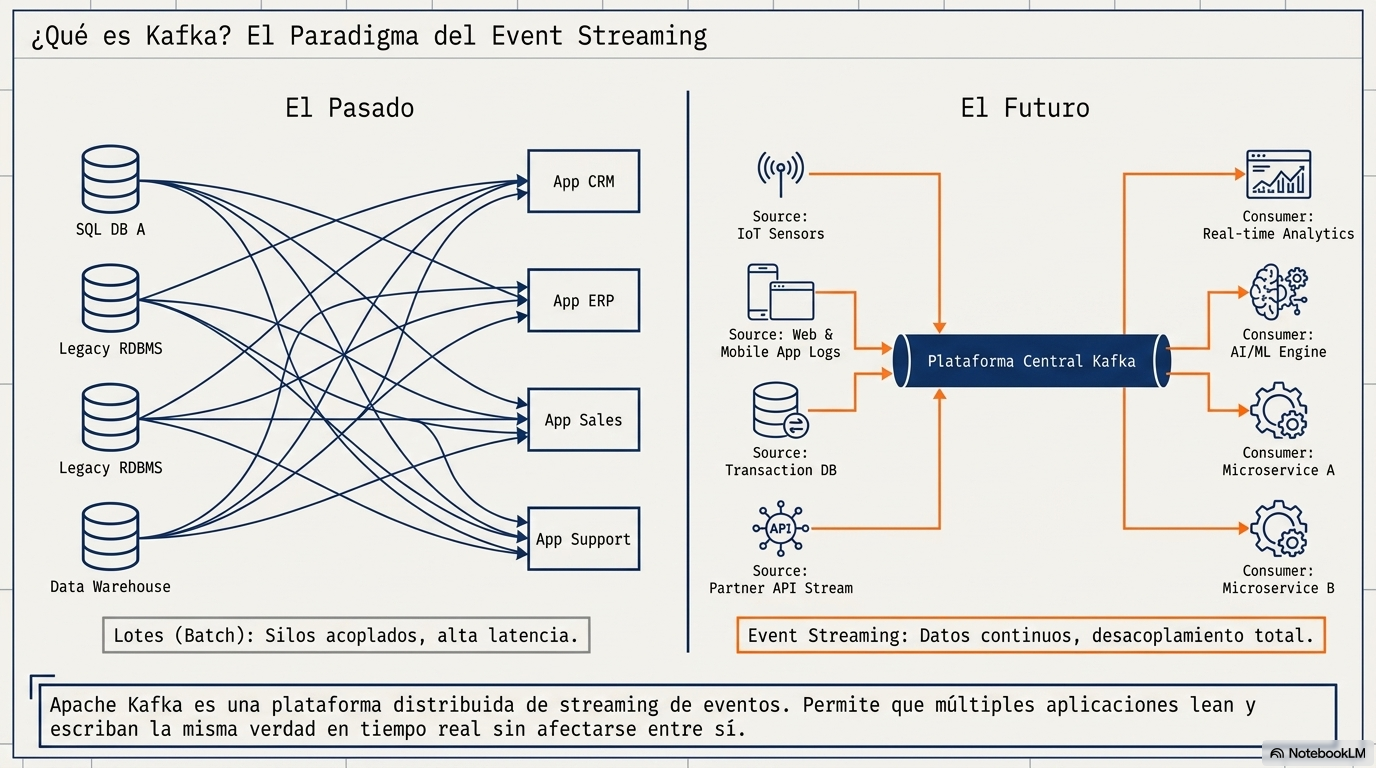 ¿Qué es Kafka? El Paradigma del Event Streaming
El Pasado
SQL DB A
Legacy RDBMS
Legacy RDBMS
Data Warehouse
App CRM
App ERP
App Sales
App Support
Lotes (Batch): Silos acoplados, alta latencia.
El Futuro
Source:
IoT Sensors
Source: Web &
Mobile App Logs
Source:
Transaction DB
API
Source:
Partner API Stream
Plataforma Central Kafka
Consumer:
Real-time Analytics
Consumer:
AI/ML Engine
Consumer:
Microservice A
Consumer:
Microservice B
Event Streaming: Datos continuos, desacoplamiento total.
Apache Kafka es una plataforma distribuida de streaming de eventos. Permite que múltiples aplicaciones lean y
escriban la misma verdad en tiempo real sin afectarse entre sí.
NotebookLM